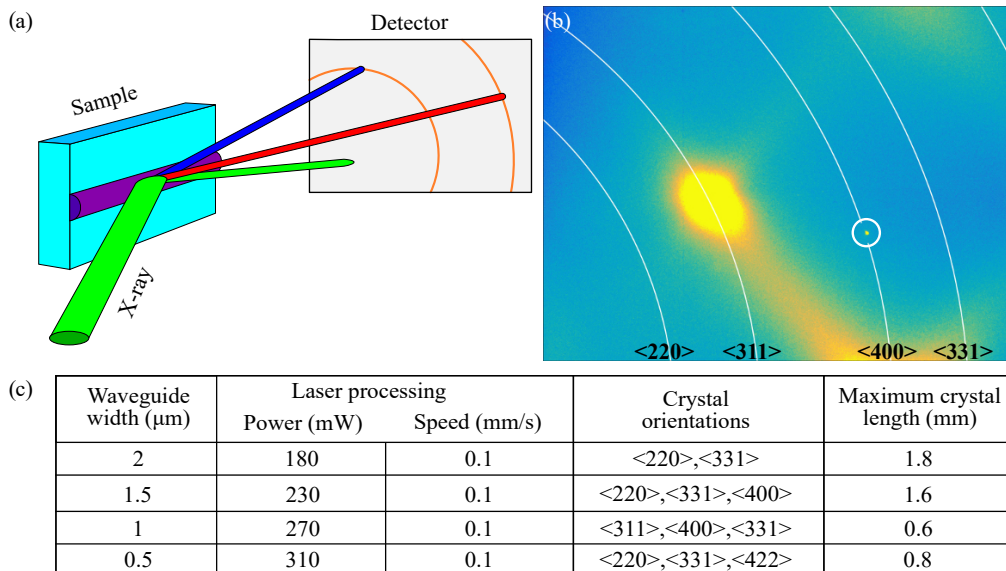 (a)
Detector
Sample
X-ray
(b)
<220> <311> <400> <331>
(c)
Waveguide width (μm)
Laser processing
Power (mW) Speed (mm/s)
Crystal orientations
Maximum crystal length (mm)
2 180 0.1 <220>,<331> 1.8
1.5 230 0.1 <220>,<331>,<400> 1.6
1 270 0.1 <311>,<400>,<331> 0.6
0.5 310 0.1 <220>,<331>,<422> 0.8